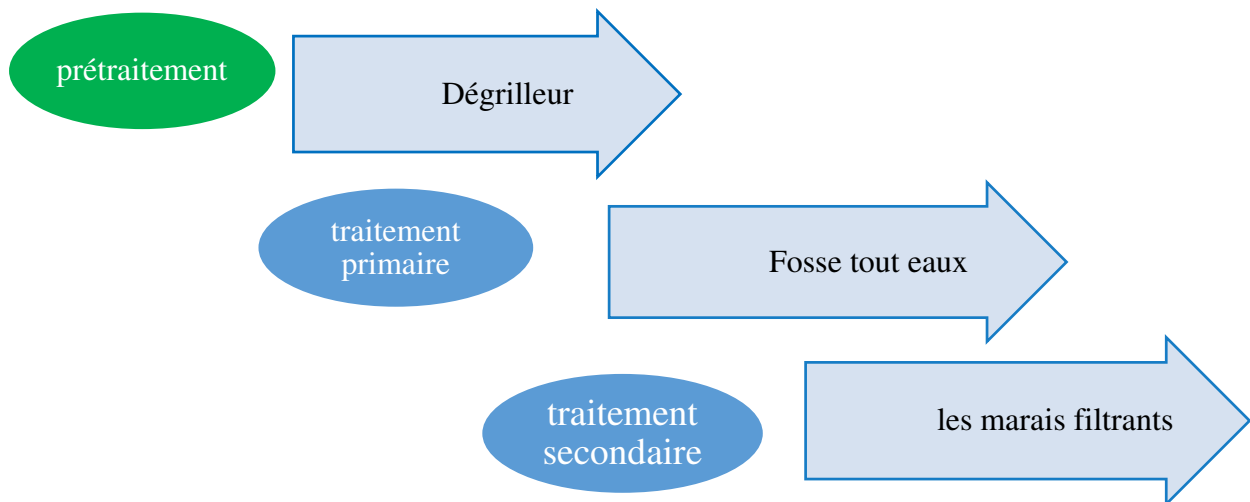 prétraitement
Dégrilleur
traitement
primaire
Fosse tout eaux
traitement
secondaire
les marais filtrants